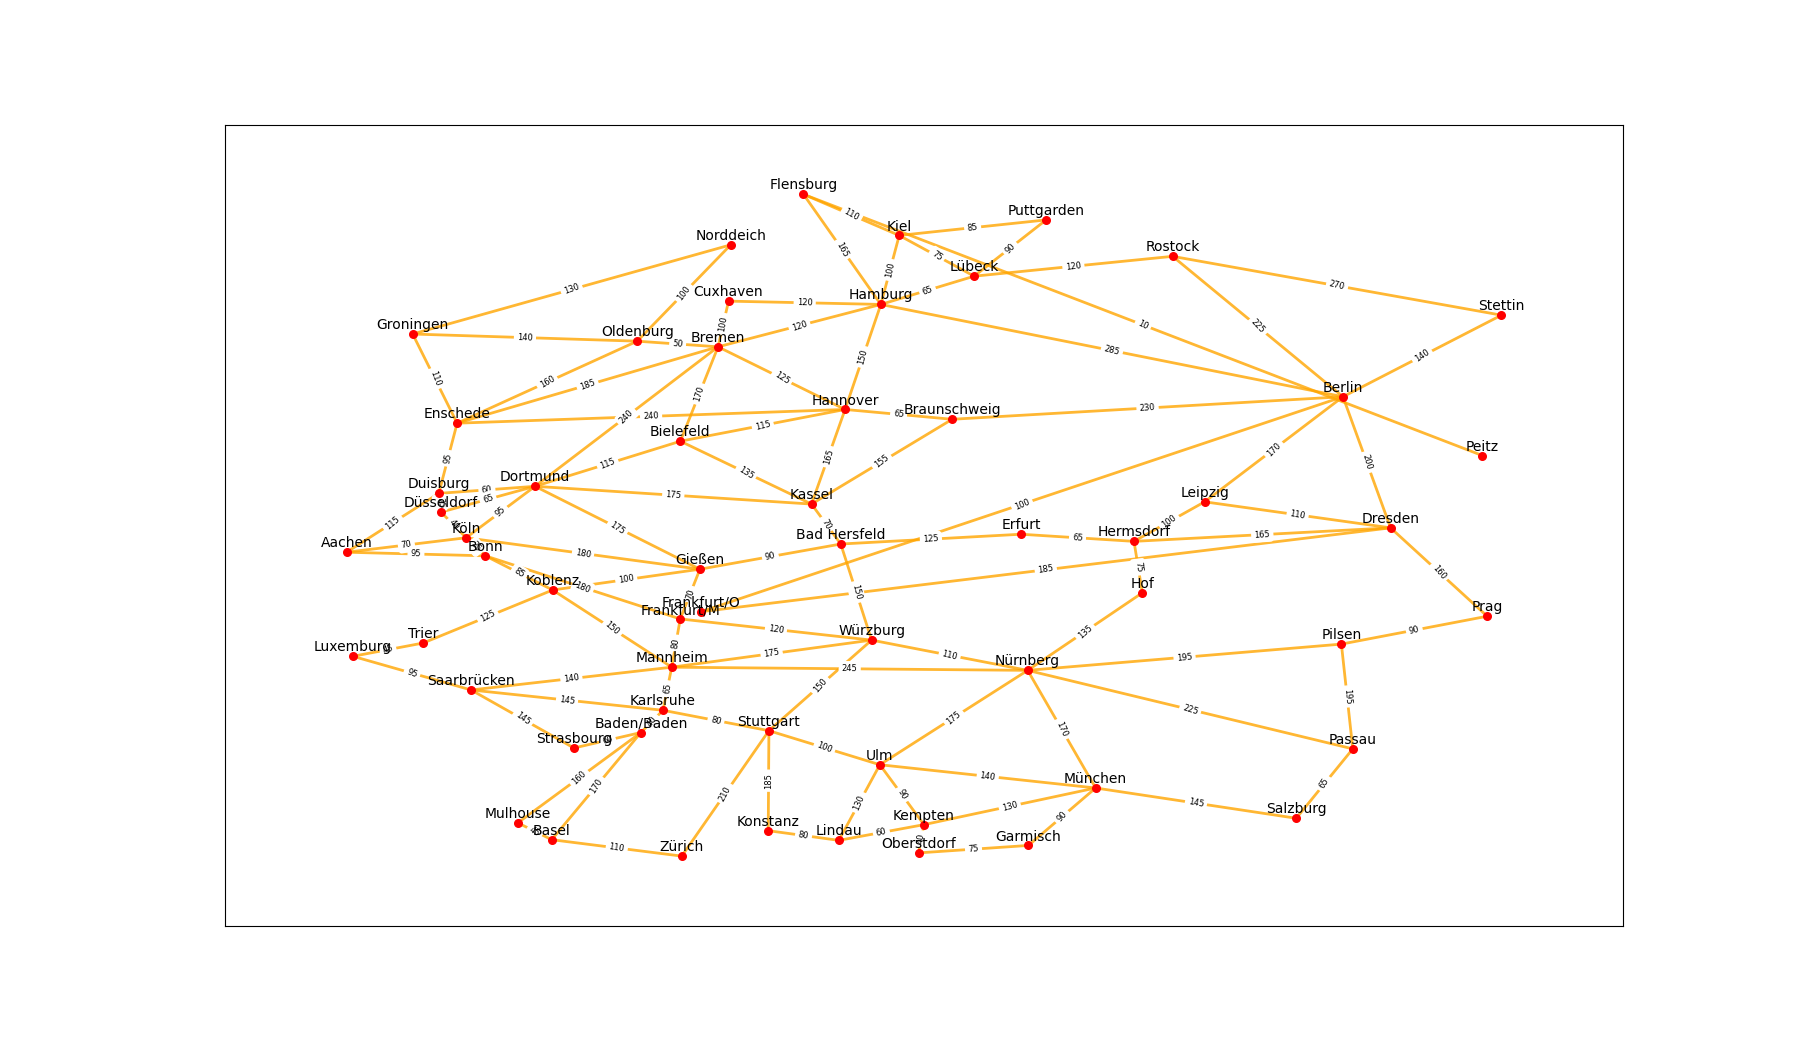 Flensburg
110
Puttgarden
Kiel
85
Norddeich
165
90
Rostock
75
100
Lübeck
120
270
130
100
Cuxhaven
65
Hamburg
120
Stettin
Groningen
100
120
10
225
Oldenburg
140
50
Bremen
285
140
150
110
160
185
125
Berlin
170
Enschede
240
240
Hannover
65
Braunschweig
230
115
Bielefeld
Peitz
95
115
165
155
170
200
135
Duisburg
60
Dortmund
175
Kassel
Leipzig
65
Düsseldorf
100
110
95
115
70
100
Dresden
Köln
175
Bad Hersfeld
125
Erfurt
65
Hermsdorf
165
Aachen
70
95
Bonn
180
90
Gießen
85
185
75
160
Koblenz
100
180
70
150
Hof
Frankfurt/O
Frankfurt/M
125
150
120
135
Prag
Luxemburg
Trier
80
Würzburg
90
Pilsen
Mannheim
175
110
195
95
140
245
Nürnberg
Saarbrücken
65
150
195
145
Karlsruhe
225
145
80
175
170
Baden/Baden
Stuttgart
Strasbourg
100
Ulm
Passau
160
170
185
140
München
210
130
90
65
Mulhouse
130
145
Salzburg
Basel
Konstanz
80
Lindau
60
Kempten
90
110
Zürich
Oberstdorf
75
Garmisch